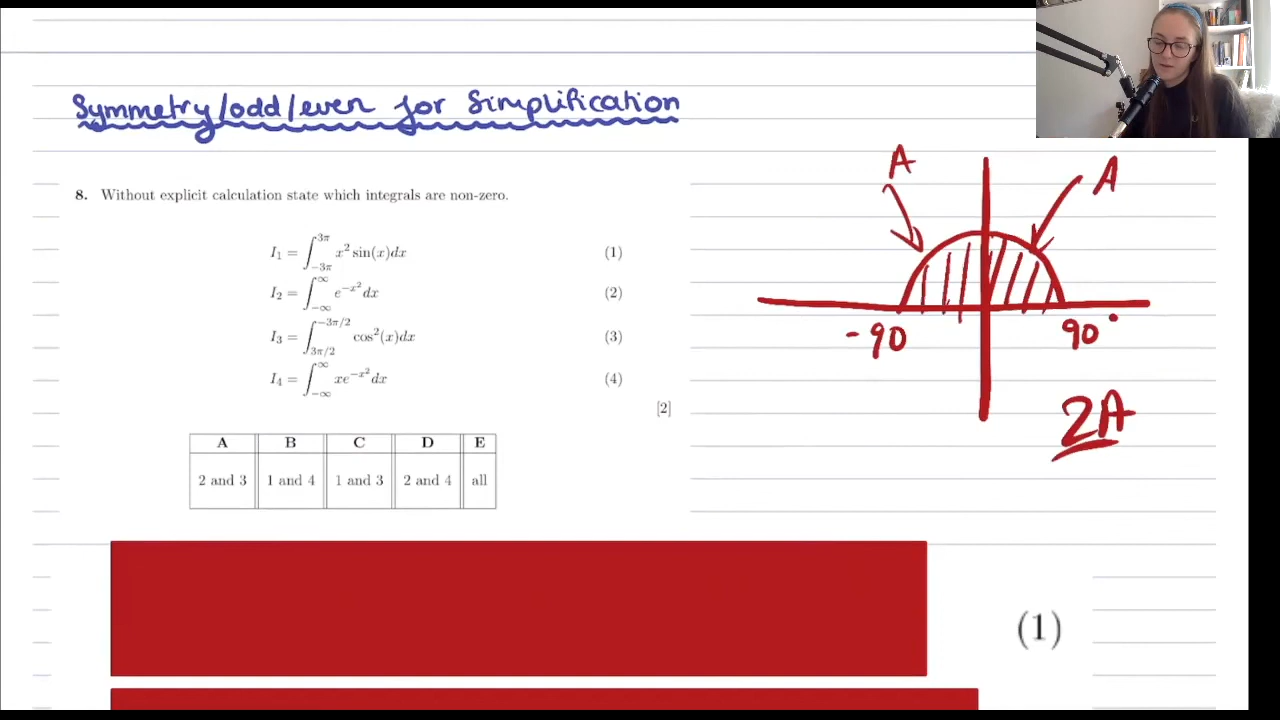 Symmetry/odd/even for Simplification
8. Without explicit calculation state which integrals are non-zero.
I₁ = ∫_{-3π}^{3π} x² sin(x)dx (1)
I₂ = ∫_{-∞}^{∞} e^{-x²}dx (2)
I₃ = ∫_{3π/2}^{-3π/2} cos²(x)dx (3)
I₄ = ∫_{-∞}^{∞} xe^{-x²}dx (4)
[2]
A B C D E
2 and 3 1 and 4 1 and 3 2 and 4 all
A A
-90 90°
2A
(1)